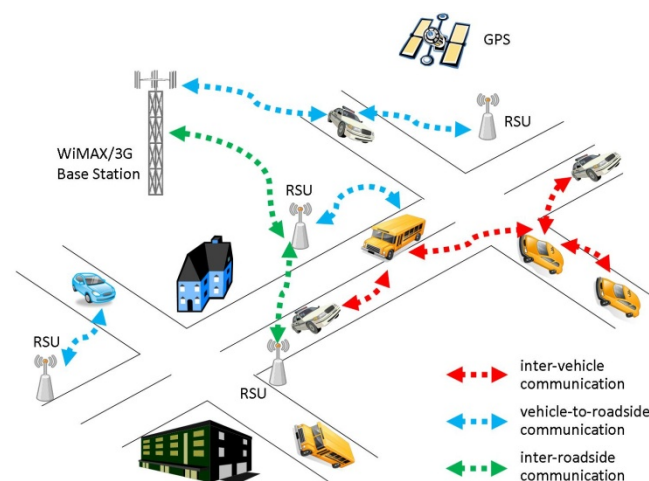 GPS
RSU
WiMAX/3G
Base Station
RSU
RSU
RSU
inter-vehicle
communication
vehicle-to-roadside
communication
inter-roadside
communication